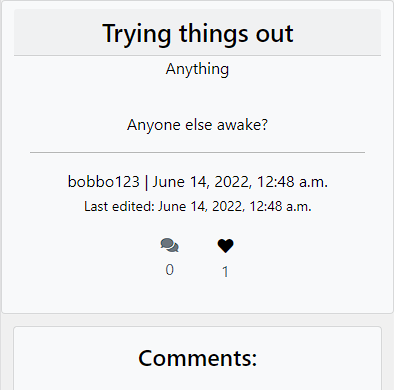 Trying things out
Anything
Anyone else awake?
bobbo123 | June 14, 2022, 12:48 a.m.
Last edited: June 14, 2022, 12:48 a.m.
0 1
Comments: